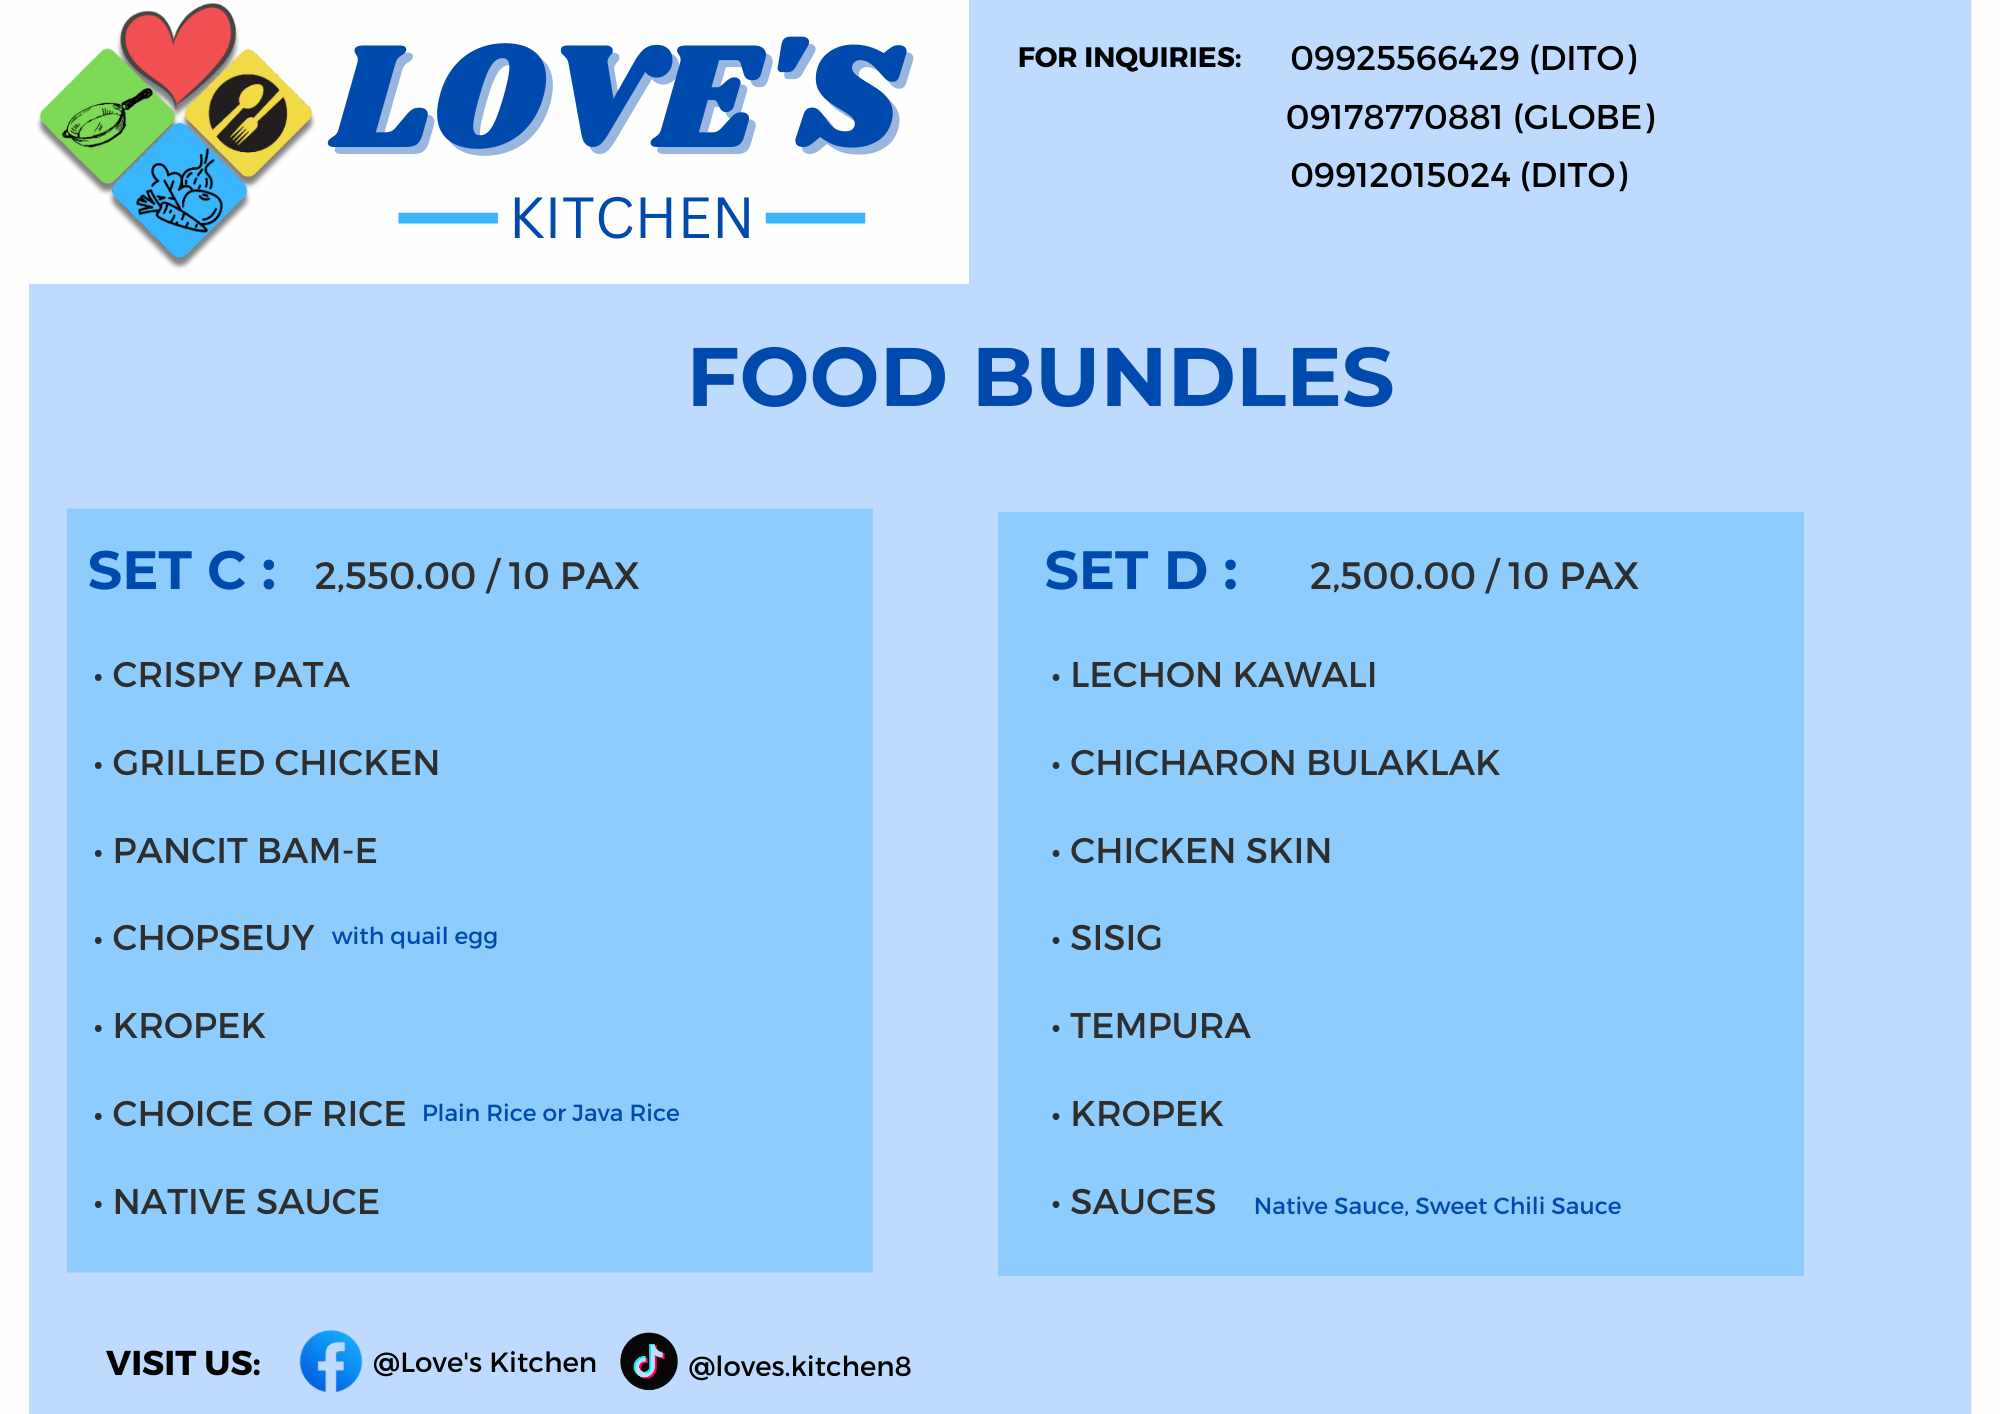 LOVE'S
KITCHEN
FOR INQUIRIES: 09925566429 (DITO)
09178770881 (GLOBE)
09912015024 (DITO)
FOOD BUNDLES
SET C : 2,550.00 / 10 PAX
• CRISPY PATA
• GRILLED CHICKEN
• PANCIT BAM-E
• CHOPSEUY with quail egg
• KROPEK
• CHOICE OF RICE Plain Rice or Java Rice
• NATIVE SAUCE
SET D : 2,500.00 / 10 PAX
• LECHON KAWALI
• CHICHARON BULAKLAK
• CHICKEN SKIN
• SISIG
• TEMPURA
• KROPEK
• SAUCES Native Sauce, Sweet Chili Sauce
VISIT US: @Love's Kitchen @loves.kitchen8